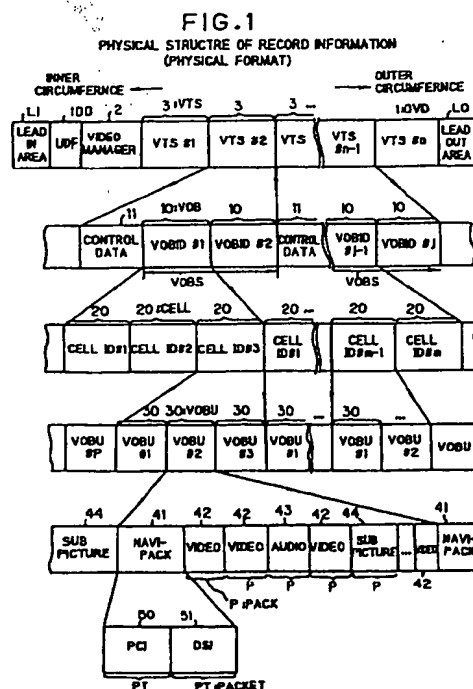 FIG.1
PHYSICAL STRUCTRE OF RECORD INFORMATION
(PHYSICAL FORMAT)
INNER CIRCUMFERNCE
OUTER CIRCUMFERNCE
LI 100 2 3:VTS 3 3... 1:DVD LO
LEAD IN AREA UDF VIDEO MANAGER VTS #1 VTS #2 VTS VTS #n-1 VTS #n LEAD OUT AREA
11 10:VOB 10 11 10 10
CONTROL DATA VOBID #1 VOBID #2 CONTROL DATA VOBID #j-1 VOBID #j
VOBS VOBS
20 20:CELL 20 20... 20 20
CELL ID#1 CELL ID#2 CELL ID#3 CELL ID#1 CELL ID#m-1 CELL ID#m
30 30:VOBU 30 30 ... 30 ...
VOBU #P VOBU #1 VOBU #2 VOBU #3 VOBU #1 VOBU #1 VOBU #2 VOBU
44 41 42 42 43 42 44 41
SUB PICTURE NAVI-PACK VIDEO VIDEO AUDIO VIDEO SUB PICTURE ... VIDEO NAVI-PACK
P P P P 42
P:PACK
50 51
PCI DSI
PT PT:PACKET